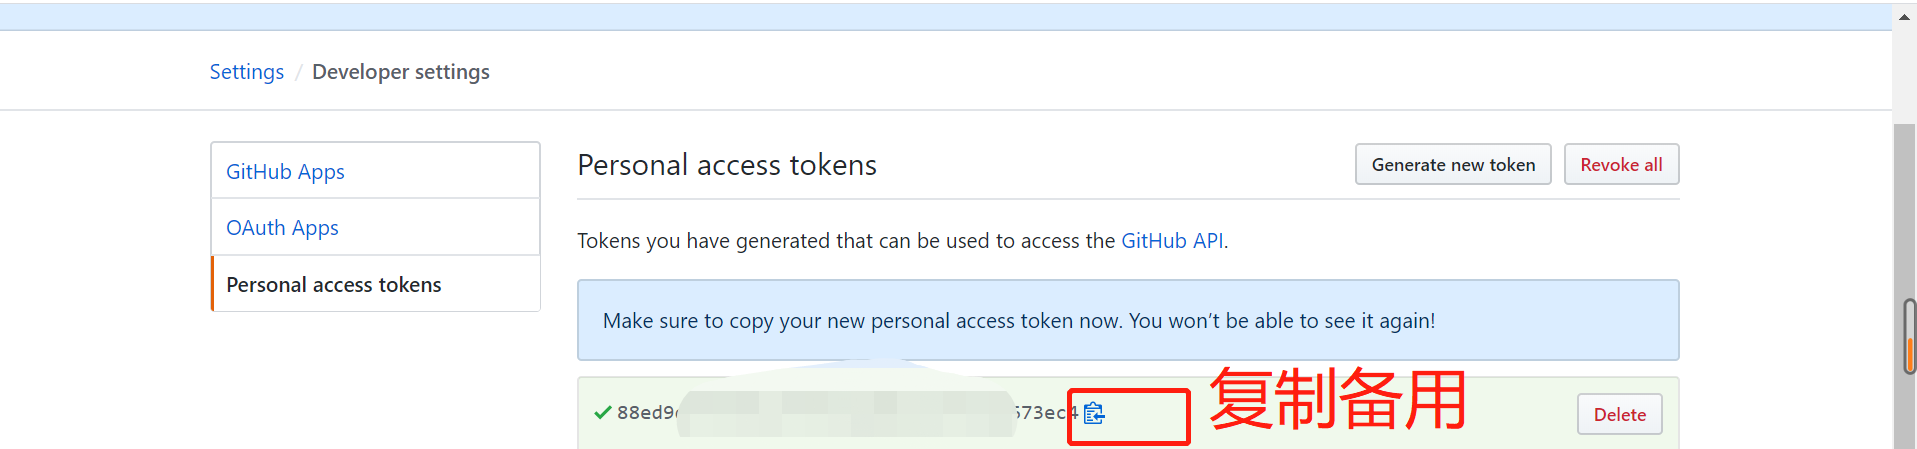 Settings / Developer settings
GitHub Apps
OAuth Apps
Personal access tokens
Personal access tokens
Generate new token
Revoke all
Tokens you have generated that can be used to access the GitHub API.
Make sure to copy your new personal access token now. You won’t be able to see it again!
88ed9
573ec4
复制备用
Delete